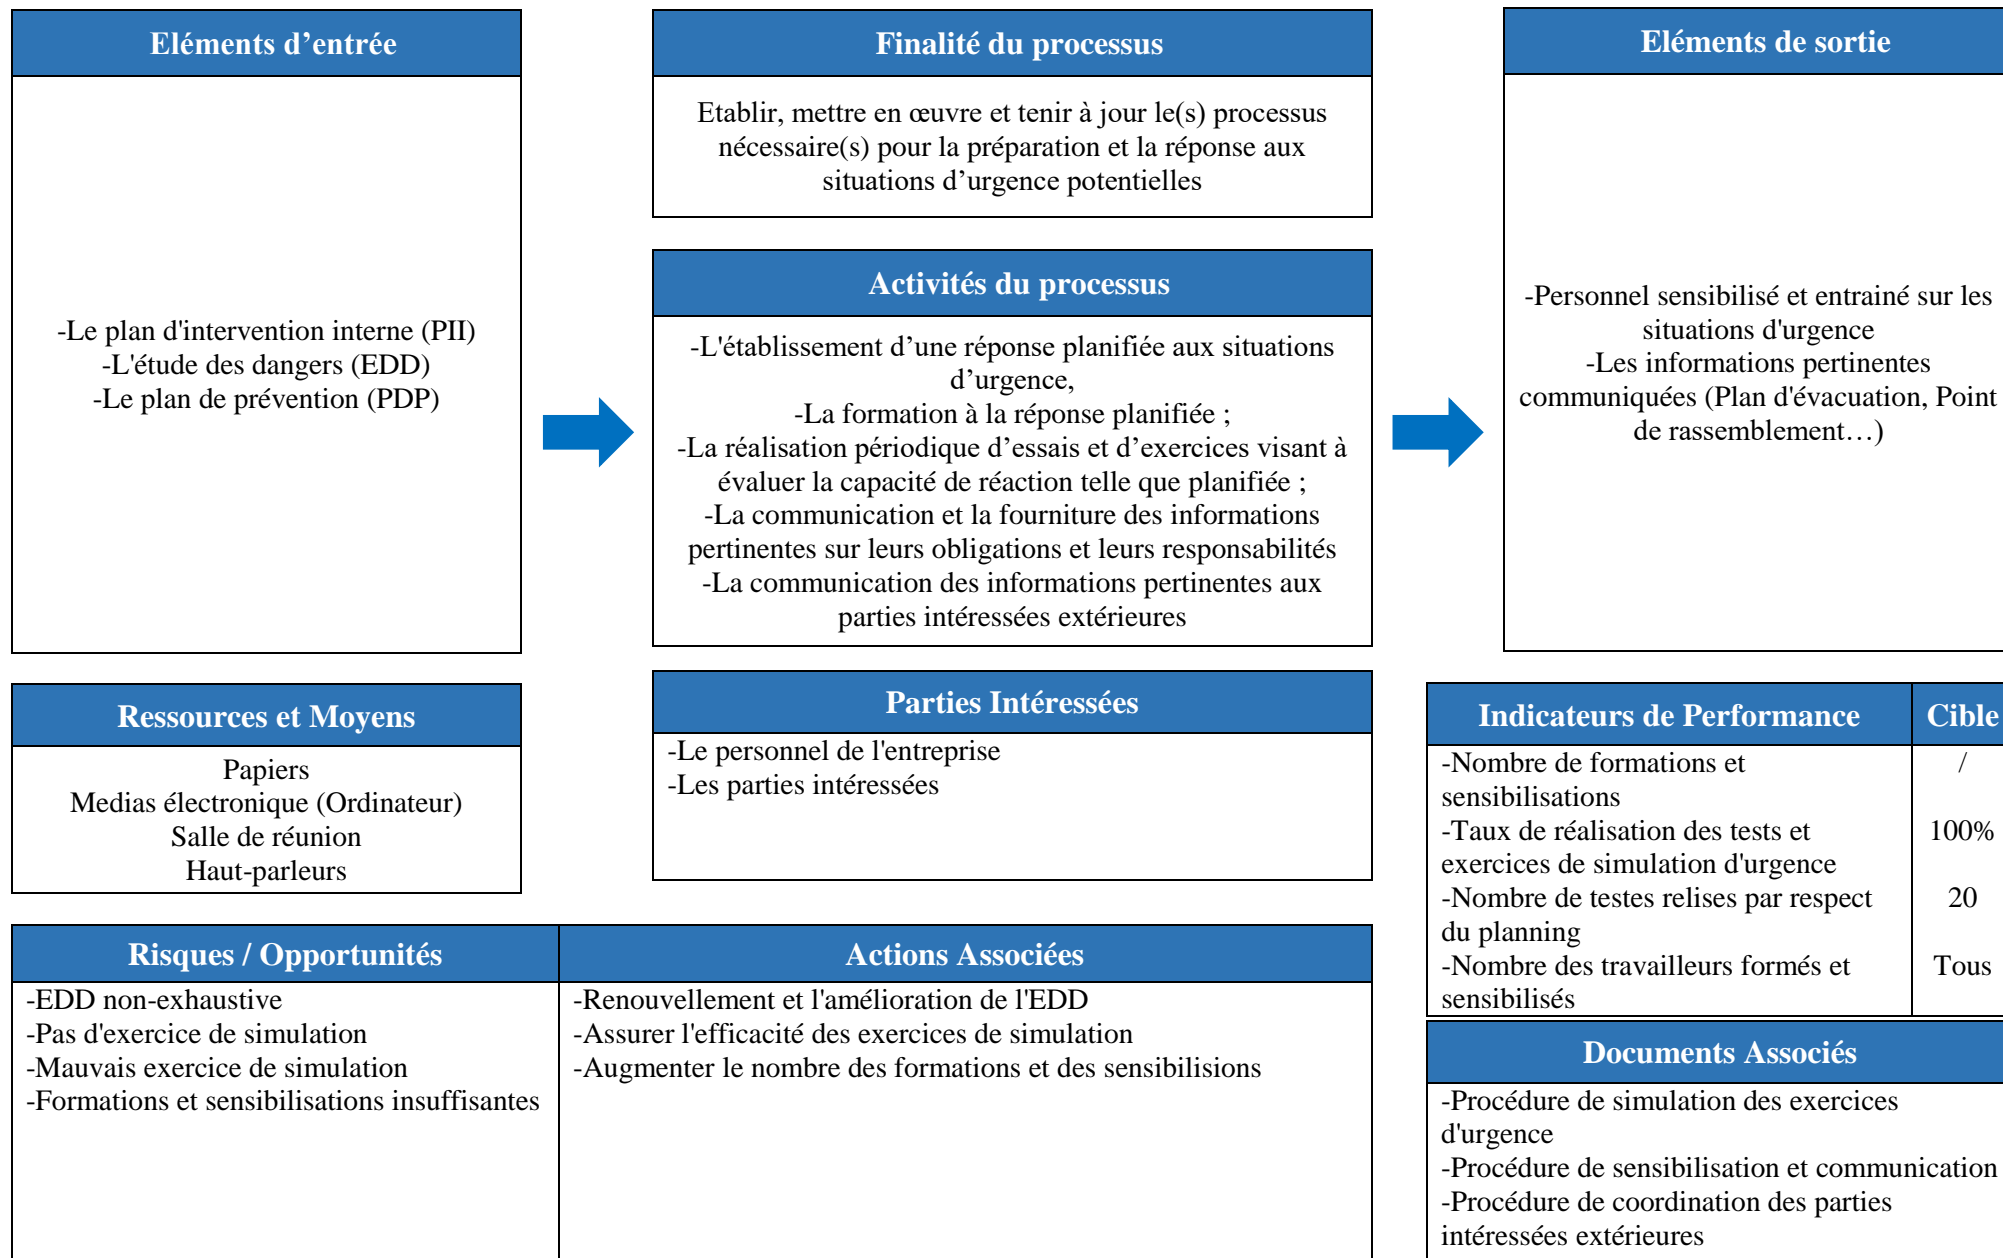 Eléments d’entrée
-Le plan d'intervention interne (PII)
-L'étude des dangers (EDD)
-Le plan de prévention (PDP)
Finalité du processus
Etablir, mettre en œuvre et tenir à jour le(s) processus
nécessaire(s) pour la préparation et la réponse aux
situations d’urgence potentielles
Activités du processus
-L'établissement d’une réponse planifiée aux situations
d’urgence,
-La formation à la réponse planifiée ;
-La réalisation périodique d’essais et d’exercices visant à
évaluer la capacité de réaction telle que planifiée ;
-La communication et la fourniture des informations
pertinentes sur leurs obligations et leurs responsabilités
-La communication des informations pertinentes aux
parties intéressées extérieures
Eléments de sortie
-Personnel sensibilisé et entrainé sur les
situations d'urgence
-Les informations pertinentes
communiquées (Plan d'évacuation, Point
de rassemblement…)
Ressources et Moyens
Papiers
Medias électronique (Ordinateur)
Salle de réunion
Haut-parleurs
Parties Intéressées
-Le personnel de l'entreprise
-Les parties intéressées
Indicateurs de Performance Cible
-Nombre de formations et /
sensibilisations
-Taux de réalisation des tests et 100%
exercices de simulation d'urgence
-Nombre de testes relises par respect 20
du planning
-Nombre des travailleurs formés et Tous
sensibilisés
Risques / Opportunités Actions Associées
-EDD non-exhaustive
-Pas d'exercice de simulation
-Mauvais exercice de simulation
-Formations et sensibilisations insuffisantes
-Renouvellement et l'amélioration de l'EDD
-Assurer l'efficacité des exercices de simulation
-Augmenter le nombre des formations et des sensibilisions
Documents Associés
-Procédure de simulation des exercices
d'urgence
-Procédure de sensibilisation et communication
-Procédure de coordination des parties
intéressées extérieures